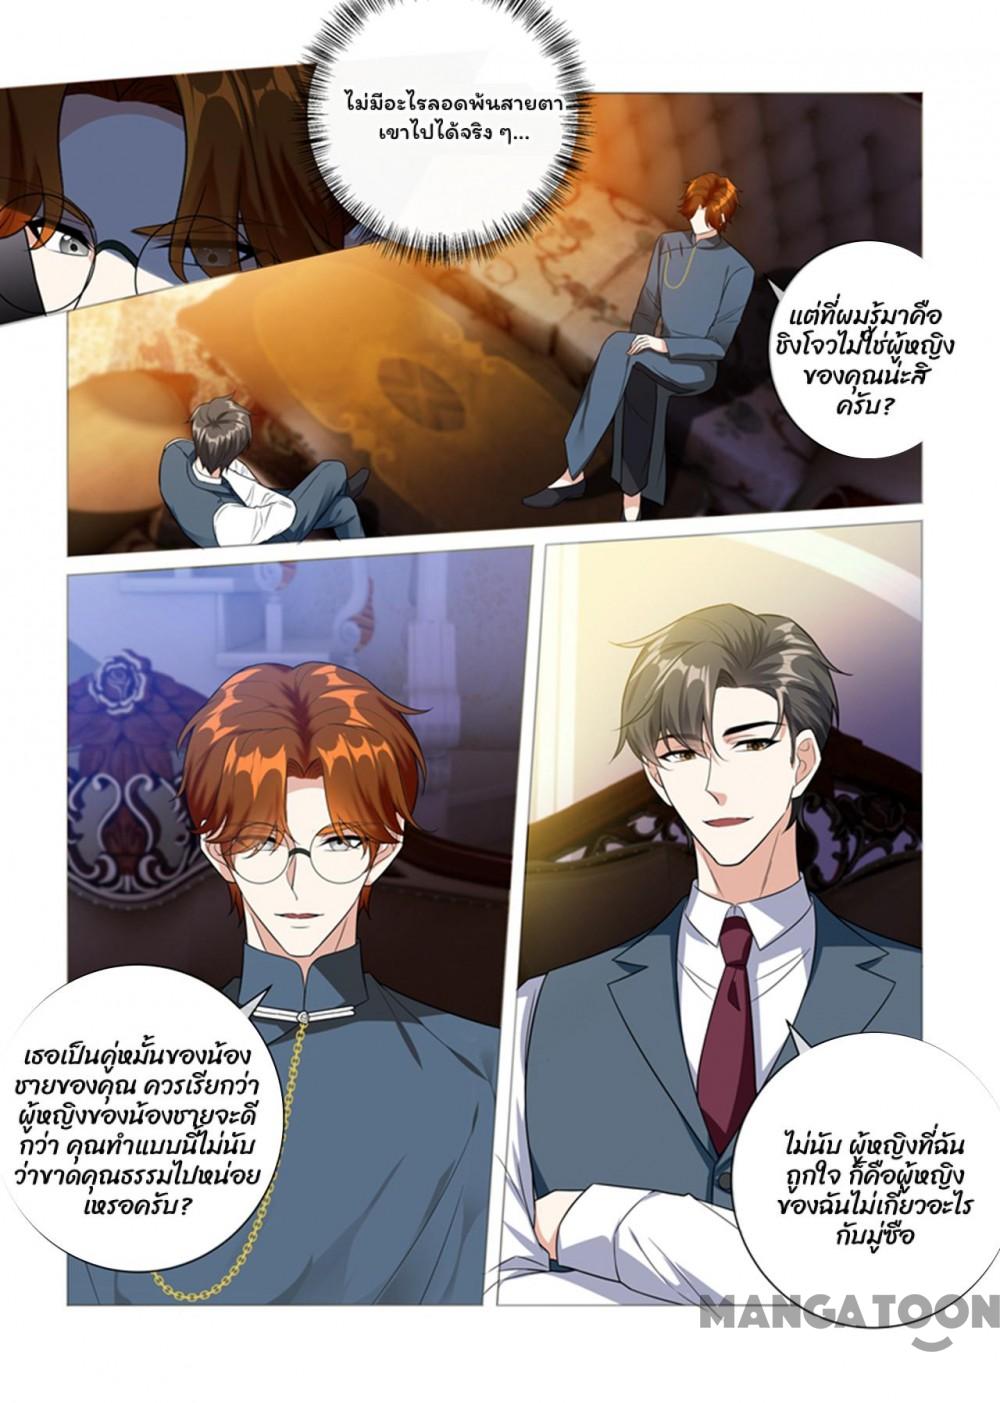 ไม่มีอะไรลอดพ้นสายตา
เขาไปได้จริง ๆ...
แต่ที่ผมรู้มาคือ
ชิงโจวไม่ใช่ผู้หญิง
ของคุณน่ะสิ
ครับ?
เธอเป็นคู่หมั้นของน้อง
ชายของคุณ ควรเรียกว่า
ผู้หญิงของน้องชายจะดี
กว่า คุณทำแบบนี้ไม่นับ
ว่าขาดคุณธรรมไปหน่อย
เหรอครับ?
ไม่นับ ผู้หญิงที่ฉัน
ถูกใจ ก็คือผู้หญิง
ของฉันไม่เกี่ยวอะไร
กับมู่ซือ
MANGATOON